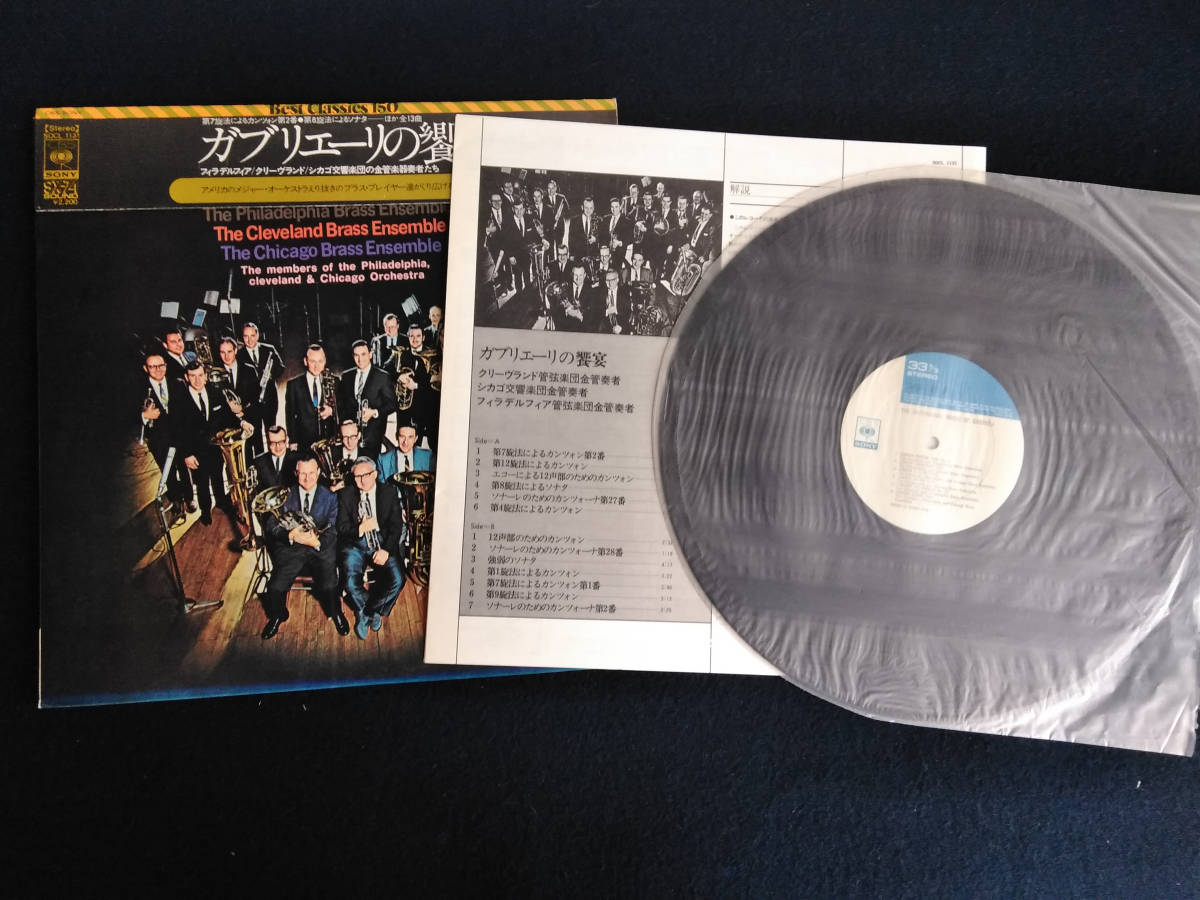 Best Classics 150
第7旋法によるカンツォン第2番●第8旋法によるソナタ――ほか全13曲
[Stereo]
SOCL 113
ガブリエーリの饗
フィラデルフィア/クリーヴランド/シカゴ交響楽団の金管楽器奏者たち
SONY
SX-74
SOUND
¥2,200
アメリカのメジャー・オーケストラえり抜きのブラス・プレイヤー達がくり広げ
The Philadelphia Brass Ensembl
The Cleveland Brass Ensemble
The Chicago Brass Ensemble
The members of the Philadelphia,
cleveland & Chicago Orchestra
解説
ガブリエーリの饗宴
クリーヴランド管弦楽団金管奏者
シカゴ交響楽団金管奏者
フィラデルフィア管弦楽団金管奏者
Side=A
1 第7旋法によるカンツォン第2番
2 第12旋法によるカンツォン
3 エコーによる12声部のためのカンツォン
4 第8旋法によるソナタ
5 ソナーレのためのカンツォーナ第27番
6 第4旋法によるカンツォン
Side=B
1 12声部のためのカンツォン
2 ソナーレのためのカンツォーナ第28番
3 強弱のソナタ
4 第1旋法によるカンツォン
5 第7旋法によるカンツォン第1番
6 第9旋法によるカンツォン
7 ソナーレのためのカンツォーナ第2番
33 1/3
STEREO
SONY